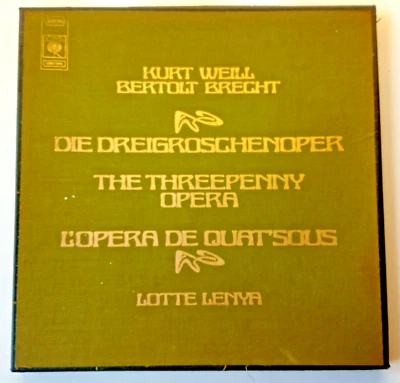 KURT WEILL
BERTOLT BRECHT
DIE DREIGROSCHENOPER
THE THREEPENNY
OPERA
L'OPERA DE QUAT'SOUS
LOTTE LENYA